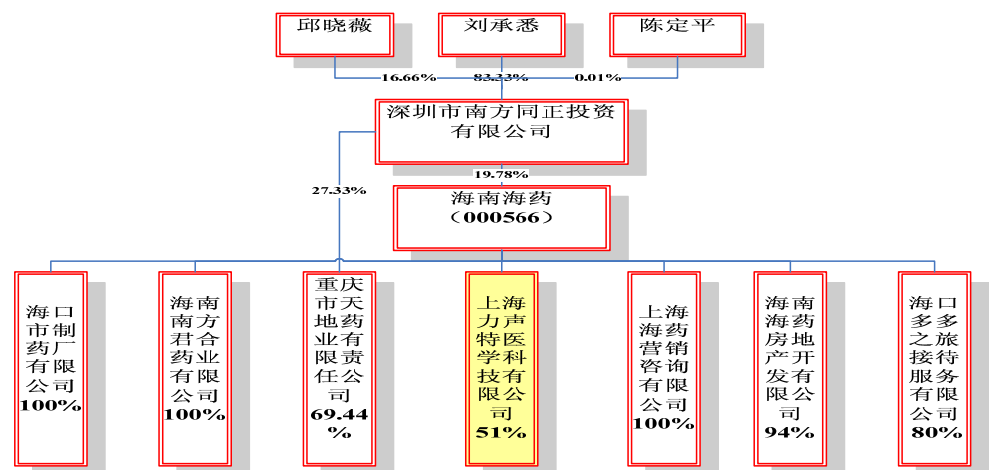 邱晓薇
刘承悉
陈定平
16.66%
83.33%
0.01%
深圳市南方同正投资
有限公司
19.78%
27.33%
海南海药
（000566）
海口
市制
药厂
有限
公司
100%
海南
南方
君合
药业
有限
公司
100%
重庆
市天
地药
业有
限责
任公
司
69.44
%
上海
力声
特医
学科
技有
限公
司
51%
上海
海药
营销
咨询
有限
公司
100%
海南
海药
房地
产开
发有
限公
司
94%
海口
多多
之旅
接待
服务
有限
公司
80%